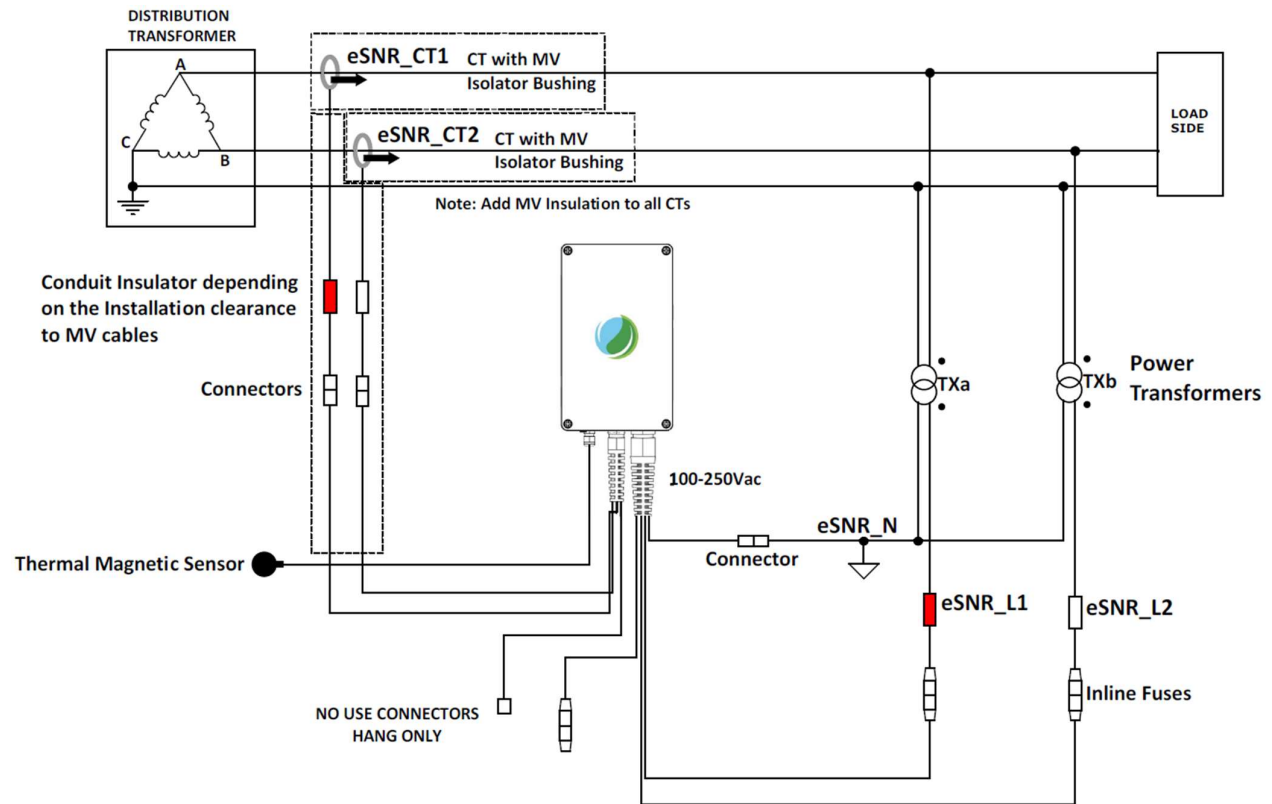 DISTRIBUTION
TRANSFORMER
A
C
B
eSNR_CT1
CT with MV
Isolator Bushing
eSNR_CT2
CT with MV
Isolator Bushing
LOAD
SIDE
Note: Add MV Insulation to all CTs
Conduit Insulator depending
on the Installation clearance
to MV cables
Connectors
TXa
TXb
Power
Transformers
100-250Vac
eSNR_N
Connector
Thermal Magnetic Sensor
eSNR_L1
eSNR_L2
Inline Fuses
NO USE CONNECTORS
HANG ONLY